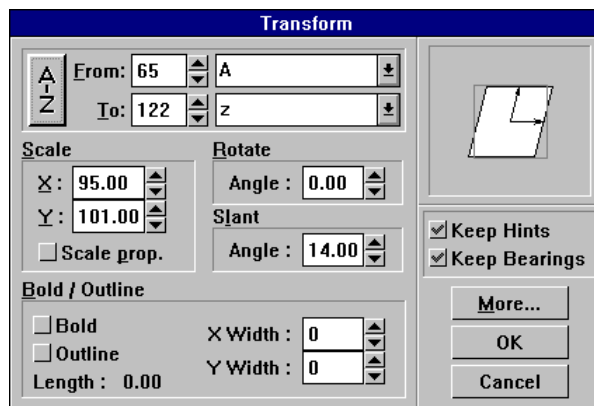 Transform
A-Z
From: 65 A
To: 122 z
Scale
X: 95.00
Y: 101.00
Scale prop.
Rotate
Angle : 0.00
Slant
Angle : 14.00
Bold / Outline
Bold
Outline
Length : 0.00
X Width : 0
Y Width : 0
Keep Hints
Keep Bearings
More...
OK
Cancel